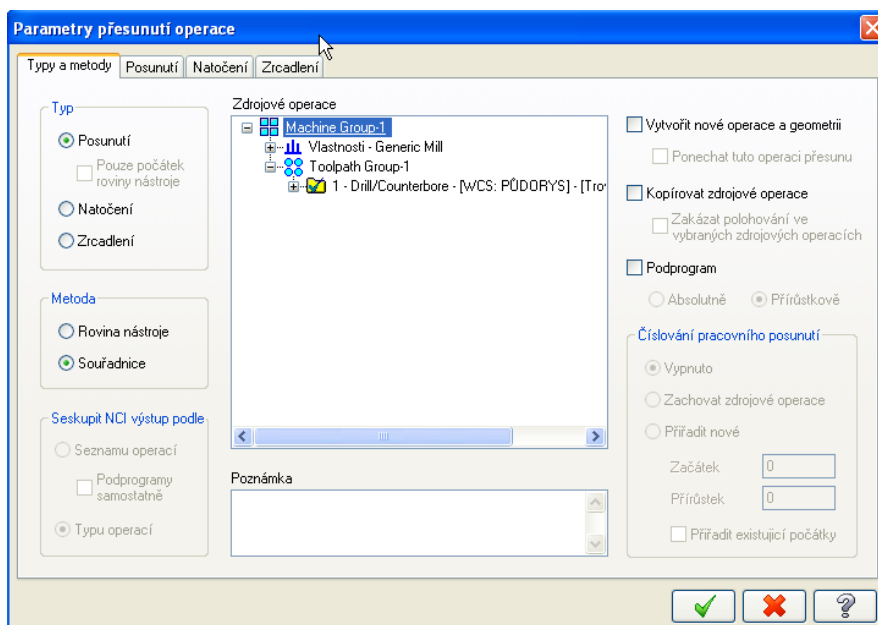 Parametry přesunutí operace
Typy a metody
Posunutí
Natočení
Zrcadlení
Typ
Posunutí
Pouze počátek
roviny nástroje
Natočení
Zrcadlení
Metoda
Rovina nástroje
Souřadnice
Seskupit NCI výstup podle
Seznamu operací
Podprogramy
samostatně
Typu operací
Zdrojové operace
Machine Group-1
Vlastnosti - Generic Mill
Toolpath Group-1
1 - Drill/Counterbore - [WCS: PŮDORYS] - [Tro
Poznámka
Vytvořit nové operace a geometrii
Ponechat tuto operaci přesunu
Kopírovat zdrojové operace
Zakázat polohování ve
vybraných zdrojových operacích
Podprogram
Absolutně
Přírůstkově
Číslování pracovního posunutí
Vypnuto
Zachovat zdrojové operace
Přiřadit nové
Začátek
0
Přírůstek
0
Přiřadit existující počátky